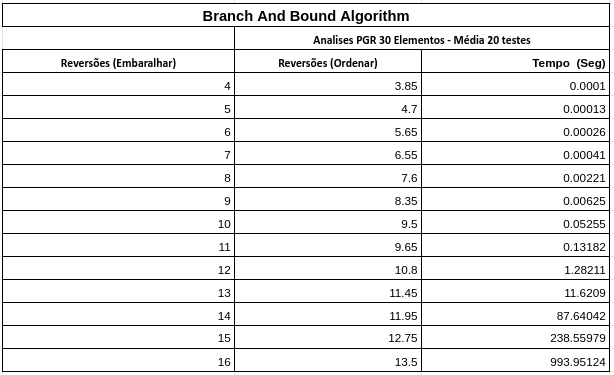 Branch And Bound Algorithm
Analises PGR 30 Elementos - Média 20 testes
Reversões (Embaralhar) Reversões (Ordenar) Tempo (Seg)
4 3.85 0.0001
5 4.7 0.00013
6 5.65 0.00026
7 6.55 0.00041
8 7.6 0.00221
9 8.35 0.00625
10 9.5 0.05255
11 9.65 0.13182
12 10.8 1.28211
13 11.45 11.6209
14 11.95 87.64042
15 12.75 238.55979
16 13.5 993.95124